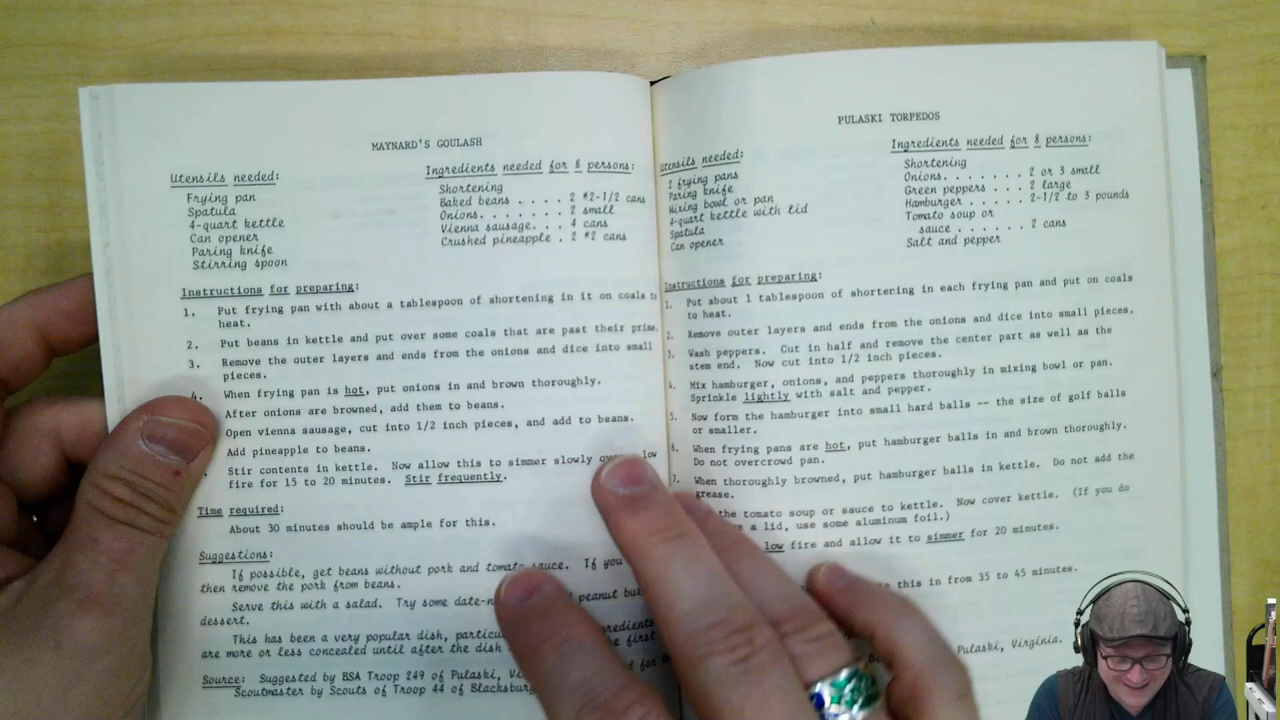 MAYNARD'S GOULASH
Utensils needed:
Frying pan
Spatula
4-quart kettle
Can opener
Paring knife
Stirring spoon
Ingredients needed for 8 persons:
Shortening
Baked beans . . . . . 2 #2-1/2 cans
Onions. . . . . . . . 2 small
Vienna sausage. . . 4 cans
Crushed pineapple . 2 #2 cans
Instructions for preparing:
1. Put frying pan with about a tablespoon of shortening in it on coals to
heat.
2. Put beans in kettle and put over some coals that are past their prime.
3. Remove the outer layers and ends from the onions and dice into small
pieces.
4. When frying pan is hot, put onions in and brown thoroughly.
After onions are browned, add them to beans.
Open vienna sausage, cut into 1/2 inch pieces, and add to beans.
Add pineapple to beans.
Stir contents in kettle. Now allow this to simmer slowly low
fire for 15 to 20 minutes. Stir frequently.
Time required:
About 30 minutes should be ample for this.
Suggestions:
If possible, get beans without pork and tomato sauce. If you
then remove the pork from beans.
Serve this with a salad. Try some peanut
dessert.
This has been a very popular dish,
are more or less concealed until after the dish first
Source: Suggested by BSA Troop 249 of Pulaski,
Scoutmaster by Scouts of Troop 44 of
PULASKI TORPEDOS
Utensils needed:
2 frying pans
Paring knife
Mixing bowl or pan
4-quart kettle with lid
Spatula
Can opener
Ingredients needed for 8 persons:
Shortening
Onions. . . . . . . 2 or 3 small
Green peppers . . . 2 large
Hamburger . . . . . 2-1/2 to 3 pounds
Tomato soup or
sauce . . . . . . 2 cans
Salt and pepper
Instructions for preparing:
1. Put about 1 tablespoon of shortening in each frying pan and put on coals
to heat.
2. Remove outer layers and ends from the onions and dice into small pieces.
3. Wash peppers. Cut in half and remove the center part as well as the
stem end. Now cut into 1/2 inch pieces.
4. Mix hamburger, onions, and peppers thoroughly in mixing bowl or pan.
Sprinkle lightly with salt and pepper.
5. Now form the hamburger into small hard balls -- the size of golf balls
or smaller.
6. When frying pans are hot, put hamburger balls in and brown thoroughly.
Do not overcrowd pan.
7. When thoroughly browned, put hamburger balls in kettle. Do not add the
grease.
the tomato soup or sauce to kettle. Now cover kettle. (If you do
a lid, use some aluminum foil.)
low fire and allow it to simmer for 20 minutes.
this in from 35 to 45 minutes.
Pulaski, Virginia.